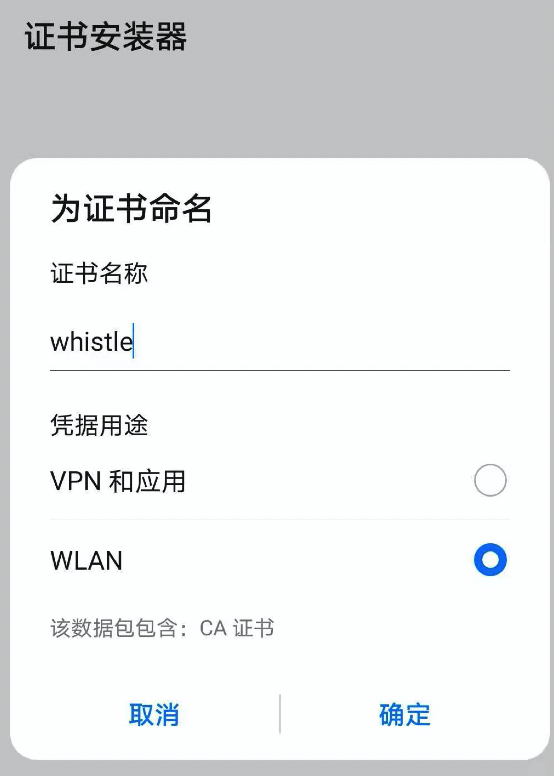 证书安装器
为证书命名
证书名称
whistle
凭据用途
VPN 和应用
WLAN
该数据包包含：CA 证书
取消
确定